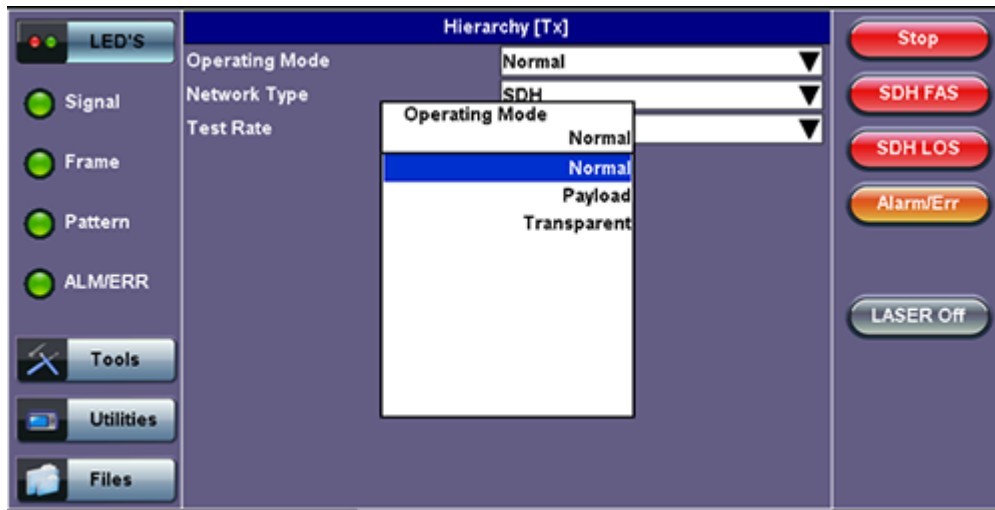 LED'S
Signal
Frame
Pattern
ALM/ERR
Tools
Utilities
Files
Hierarchy [Tx]
Operating Mode Normal
Network Type SDH
Test Rate
Operating Mode
Normal
Normal
Payload
Transparent
Stop
SDH FAS
SDH LOS
Alarm/Err
LASER Off